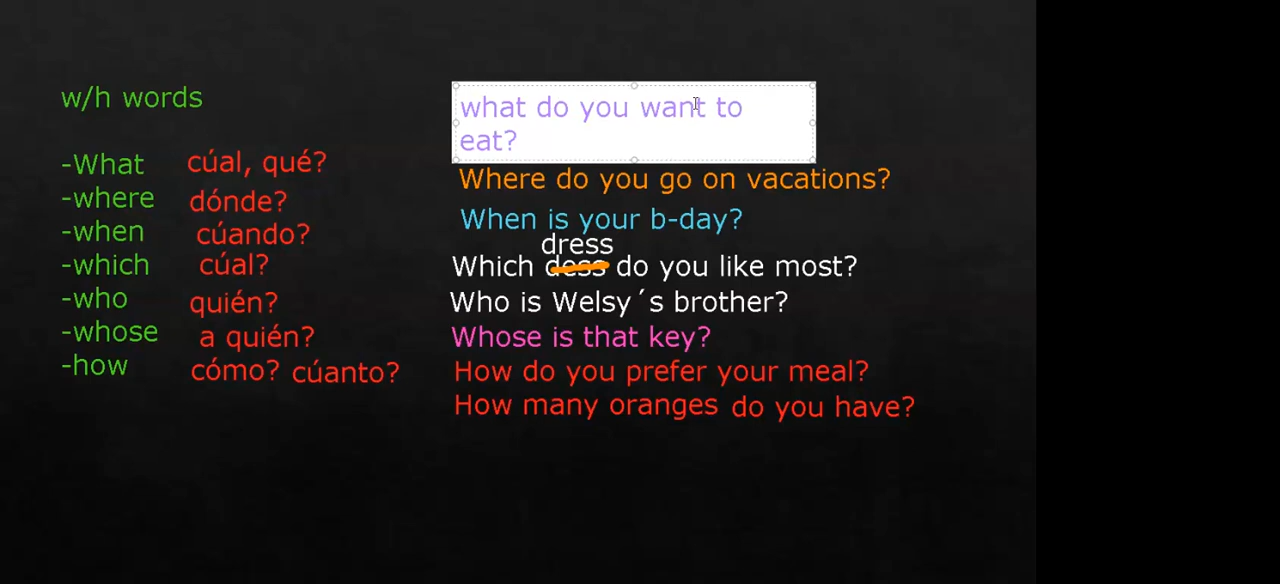 w/h words
-What
-where
-when
-which
-who
-whose
-how
cúal, qué?
dónde?
cúando?
cúal?
quién?
a quién?
cómo? cúanto?
what do you want to
eat?
Where do you go on vacations?
When is your b-day?
dress
Which dess do you like most?
Who is Welsy´s brother?
Whose is that key?
How do you prefer your meal?
How many oranges do you have?